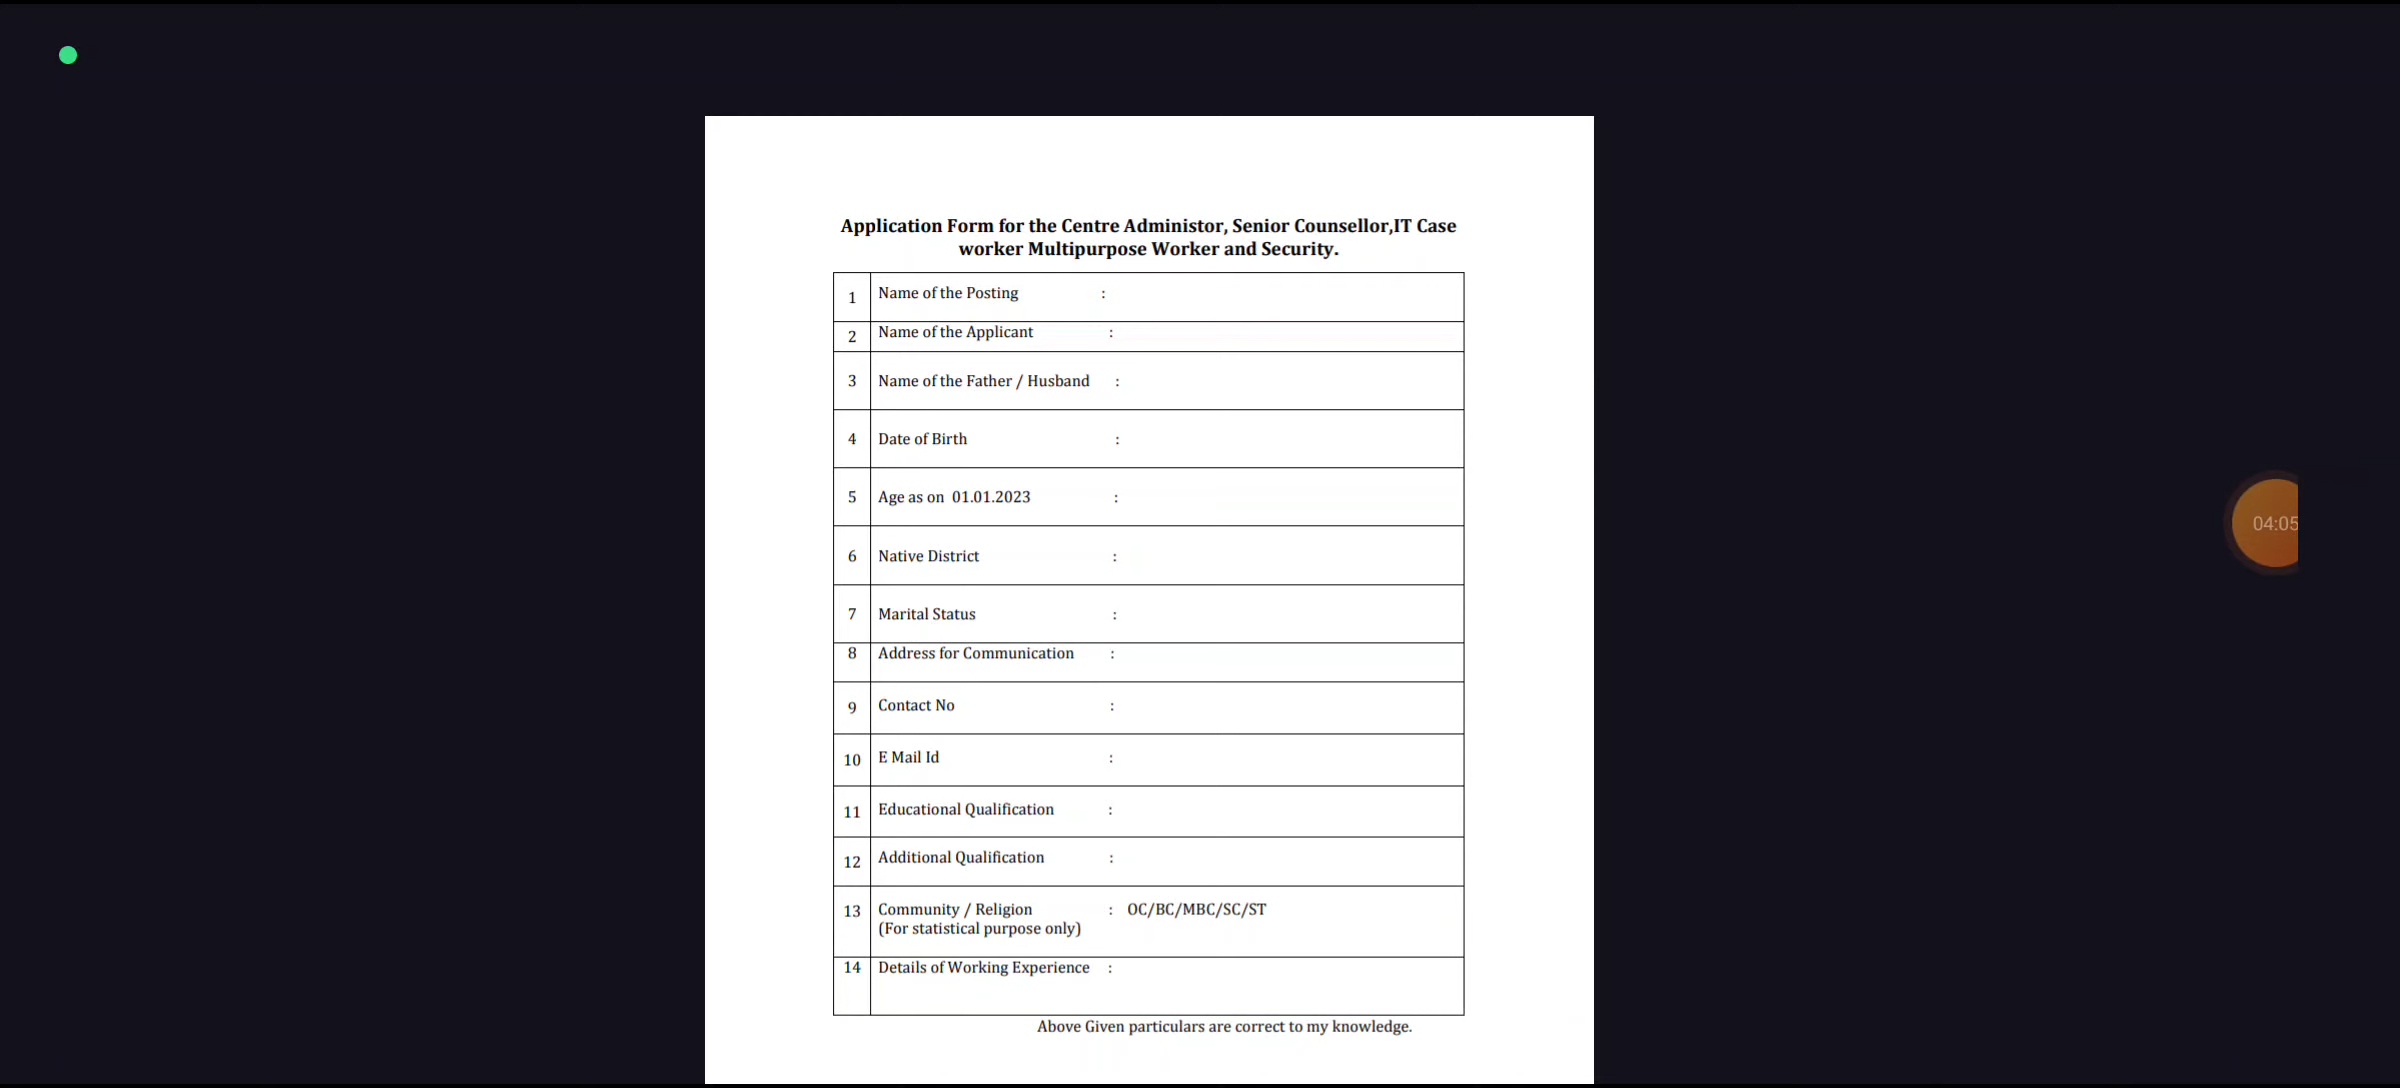 Application Form for the Centre Administor, Senior Counsellor,IT Case
worker Multipurpose Worker and Security.
1 Name of the Posting :
2 Name of the Applicant :
3 Name of the Father / Husband :
4 Date of Birth :
5 Age as on 01.01.2023 :
6 Native District :
7 Marital Status :
8 Address for Communication :
9 Contact No :
10 E Mail Id :
11 Educational Qualification :
12 Additional Qualification :
13 Community / Religion : OC/BC/MBC/SC/ST
(For statistical purpose only)
14 Details of Working Experience :
Above Given particulars are correct to my knowledge.
04:05